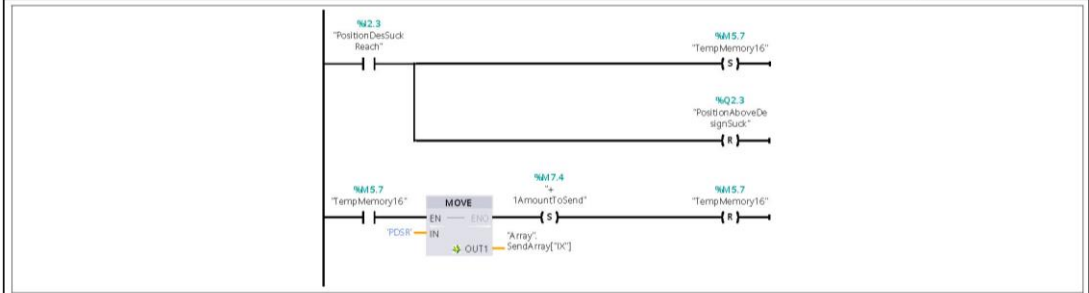 %I2.3
"PositionDesSuck
Reach"
%M5.7
"TempMemory16"
S
%Q2.3
"PositionAboveDe
signSuck"
R
%M5.7
"TempMemory16"
MOVE
EN
ENO
'PDSR'
IN
OUT1
"Array".
SendArray["IX"]
%M7.4
"+
1AmountToSend"
S
%M5.7
"TempMemory16"
R